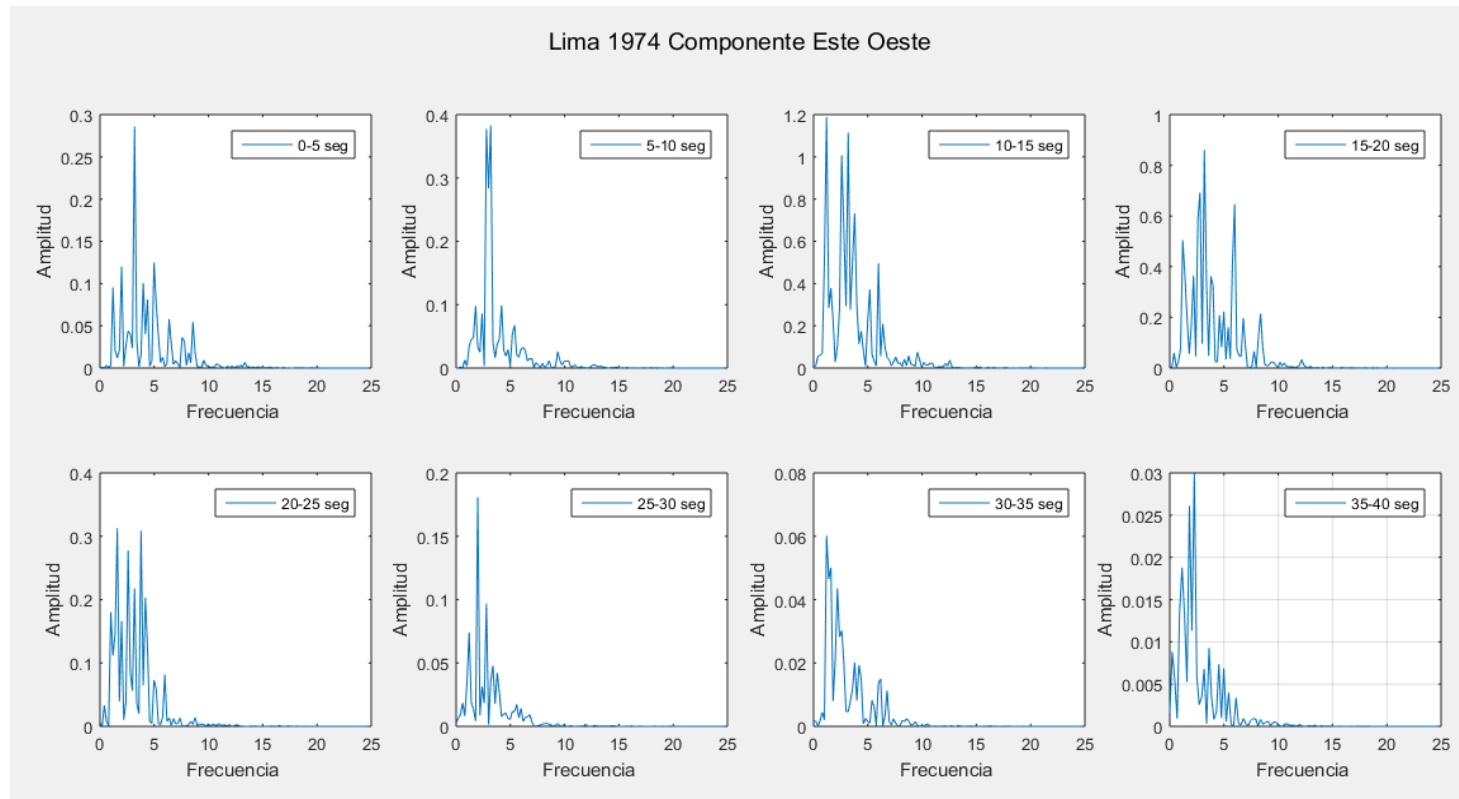 Lima 1974 Componente Este Oeste
0.3
0.25
0.2
0.15
0.1
0.05
0
Amplitud
0-5 seg
0 5 10 15 20 25
Frecuencia
0.4
0.3
0.2
0.1
0
Amplitud
5-10 seg
0 5 10 15 20 25
Frecuencia
1.2
1
0.8
0.6
0.4
0.2
0
Amplitud
10-15 seg
0 5 10 15 20 25
Frecuencia
1
0.8
0.6
0.4
0.2
0
Amplitud
15-20 seg
0 5 10 15 20 25
Frecuencia
0.4
0.3
0.2
0.1
0
Amplitud
20-25 seg
0 5 10 15 20 25
Frecuencia
0.2
0.15
0.1
0.05
0
Amplitud
25-30 seg
0 5 10 15 20 25
Frecuencia
0.08
0.06
0.04
0.02
0
Amplitud
30-35 seg
0 5 10 15 20 25
Frecuencia
0.03
0.025
0.02
0.015
0.01
0.005
0
Amplitud
35-40 seg
0 5 10 15 20 25
Frecuencia